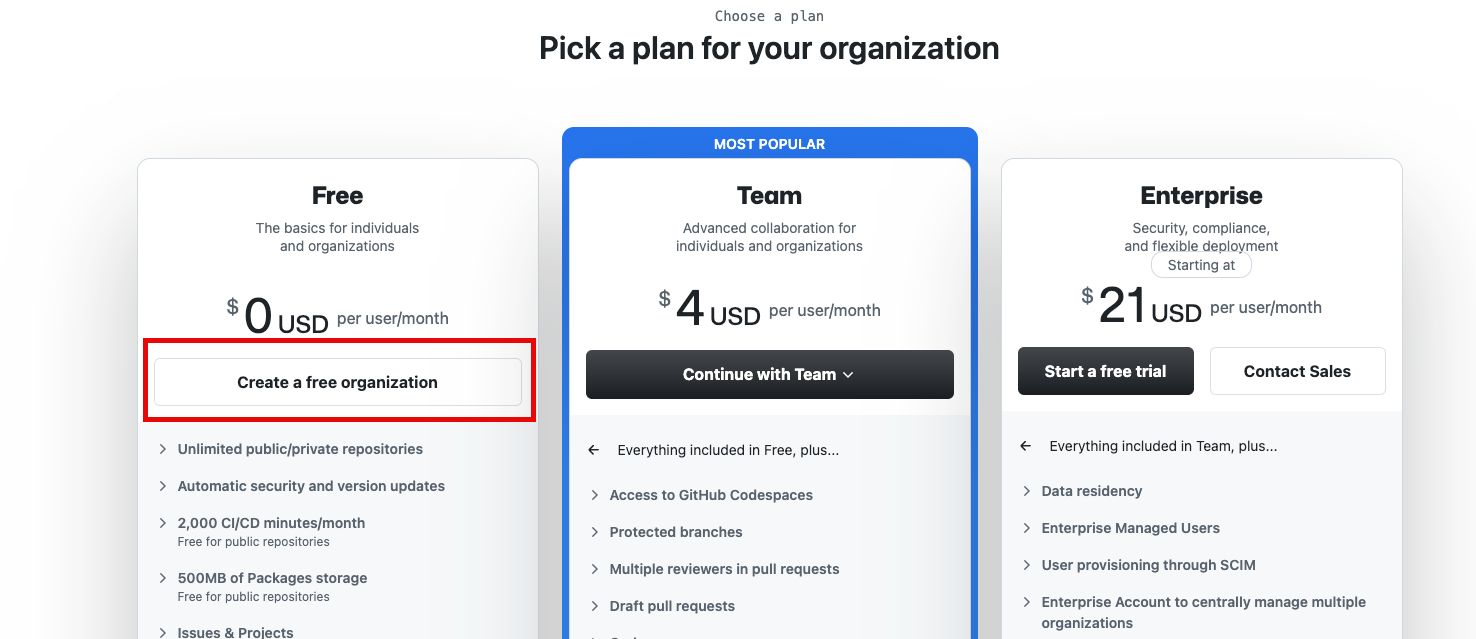 Choose a plan
Pick a plan for your organization
Free
The basics for individuals
and organizations
$0 USD per user/month
Create a free organization
Unlimited public/private repositories
Automatic security and version updates
2,000 CI/CD minutes/month
Free for public repositories
500MB of Packages storage
Free for public repositories
Issues & Projects
MOST POPULAR
Team
Advanced collaboration for
individuals and organizations
$4 USD per user/month
Continue with Team
Everything included in Free, plus...
Access to GitHub Codespaces
Protected branches
Multiple reviewers in pull requests
Draft pull requests
Enterprise
Security, compliance,
and flexible deployment
Starting at
$21 USD per user/month
Start a free trial
Contact Sales
Everything included in Team, plus...
Data residency
Enterprise Managed Users
User provisioning through SCIM
Enterprise Account to centrally manage multiple
organizations